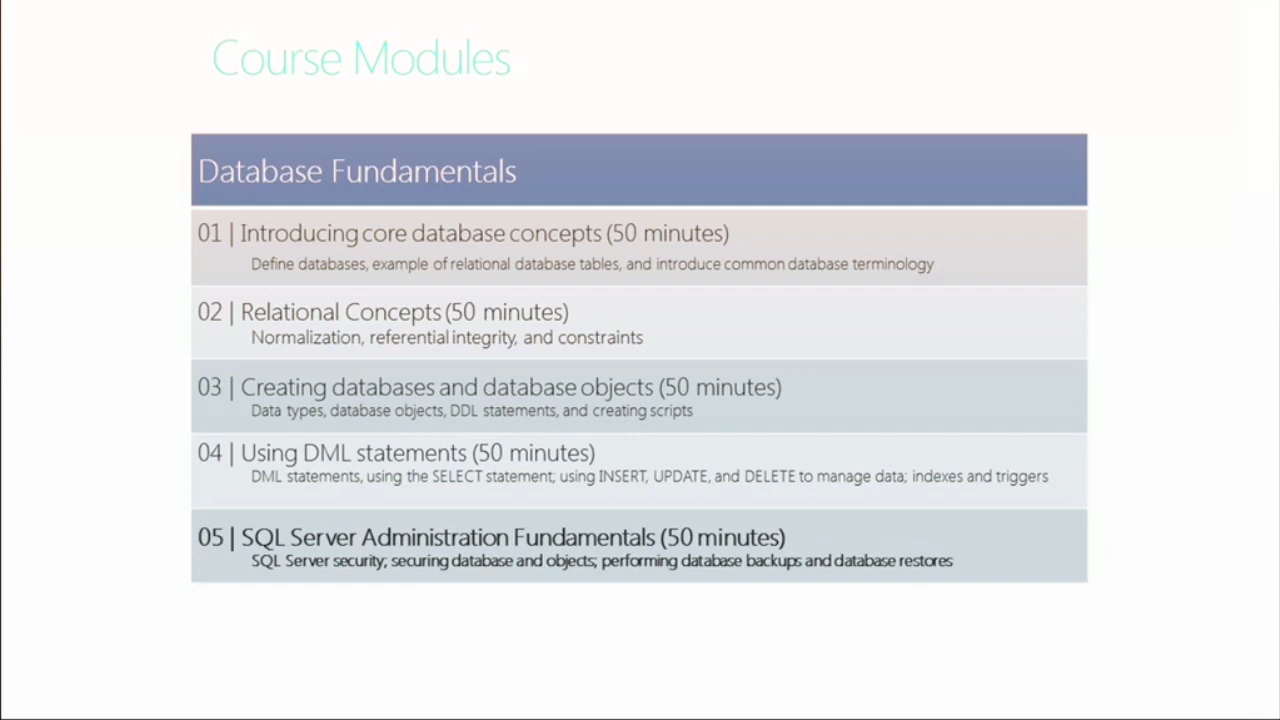 Course Modules
Database Fundamentals
01 | Introducing core database concepts (50 minutes)
Define databases, example of relational database tables, and introduce common database terminology
02 | Relational Concepts (50 minutes)
Normalization, referential integrity, and constraints
03 | Creating databases and database objects (50 minutes)
Data types, database objects, DDL statements, and creating scripts
04 | Using DML statements (50 minutes)
DML statements, using the SELECT statement; using INSERT, UPDATE, and DELETE to manage data; indexes and triggers
05 | SQL Server Administration Fundamentals (50 minutes)
SQL Server security; securing database and objects; performing database backups and database restores